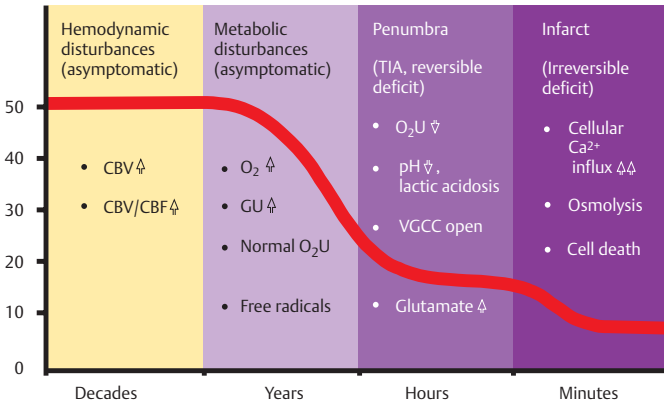 Hemodynamic
disturbances
(asymptomatic)
• CBV⇧
• CBV/CBF⇧
Metabolic
disturbances
(asymptomatic)
• O₂ ⇧
• GU⇧
• Normal O₂U
• Free radicals
Penumbra
(TIA, reversible
deficit)
• O₂U ⇩
• pH⇩,
lactic acidosis
• VGCC open
• Glutamate ⇧
Infarct
(Irreversible
deficit)
• Cellular
Ca²⁺
influx ⇧⇧
• Osmolysis
• Cell death
50
40
30
20
10
0
Decades
Years
Hours
Minutes